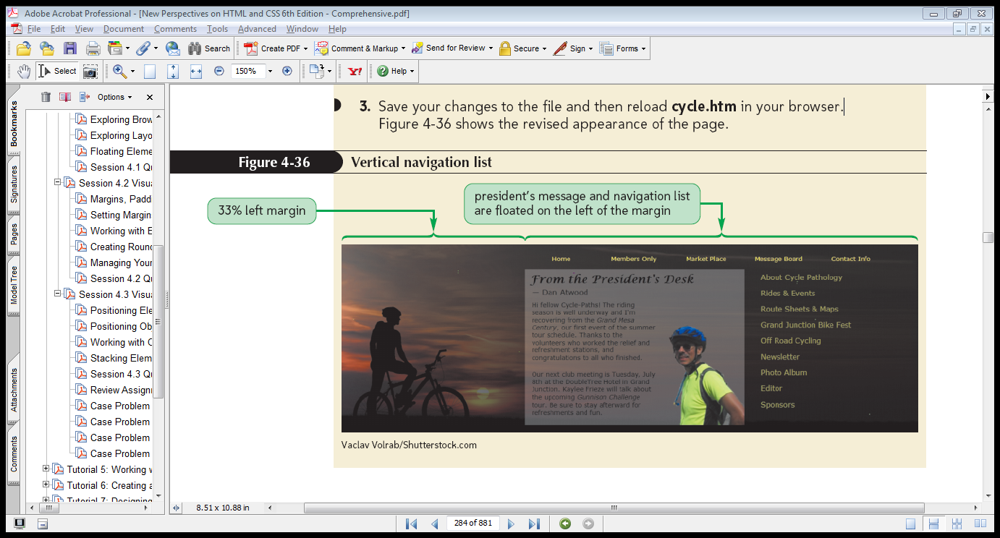 Adobe Acrobat Professional - [New Perspectives on HTML and CSS 6th Edition - Comprehensive.pdf]
File Edit View Document Comments Tools Advanced Window Help
Search Create PDF Comment & Markup Send for Review Secure Sign Forms
Select 150% Y! Help
Options
Bookmarks
Signatures
Pages
Model Tree
Attachments
Comments
Exploring Brow
Exploring Layo
Floating Eleme
Session 4.1 Qu
Session 4.2 Visua
Margins, Padd
Setting Margin
Working with E
Creating Round
Managing Your
Session 4.2 Q
Session 4.3 Visua
Positioning Ele
Positioning Ob
Working with C
Stacking Elem
Session 4.3 Qu
Review Assignr
Case Problem
Case Problem
Case Problem
Case Problem
Tutorial 5: Working w
Tutorial 6: Creating a
Tutorial 7: Designing
3. Save your changes to the file and then reload cycle.htm in your browser.
Figure 4-36 shows the revised appearance of the page.
Figure 4-36 Vertical navigation list
33% left margin
president's message and navigation list
are floated on the left of the margin
Home Members Only Market Place Message Board Contact Info
From the President's Desk
— Dan Atwood
Hi fellow Cycle-Paths! The riding
season is well underway and I'm
recovering from the Grand Mesa
Century, our first event of the summer
tour schedule. Thanks to the
volunteers who worked the relief and
refreshment stations, and
congratulations to all who finished.
Our next club meeting is Tuesday, July
8th at the DoubleTree Hotel in Grand
Junction. Kaylee Frieze will talk about
the upcoming Gunnison Challenge
tour. Be sure to stay afterward for
refreshments and fun.
About Cycle Pathology
Rides & Events
Route Sheets & Maps
Grand Junction Bike Fest
Off Road Cycling
Newsletter
Photo Album
Editor
Sponsors
Vaclav Volrab/Shutterstock.com
8.51 x 10.88 in
284 of 881